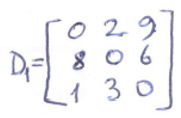 D₁ = [ 0 2 9
8 0 6
1 3 0 ]